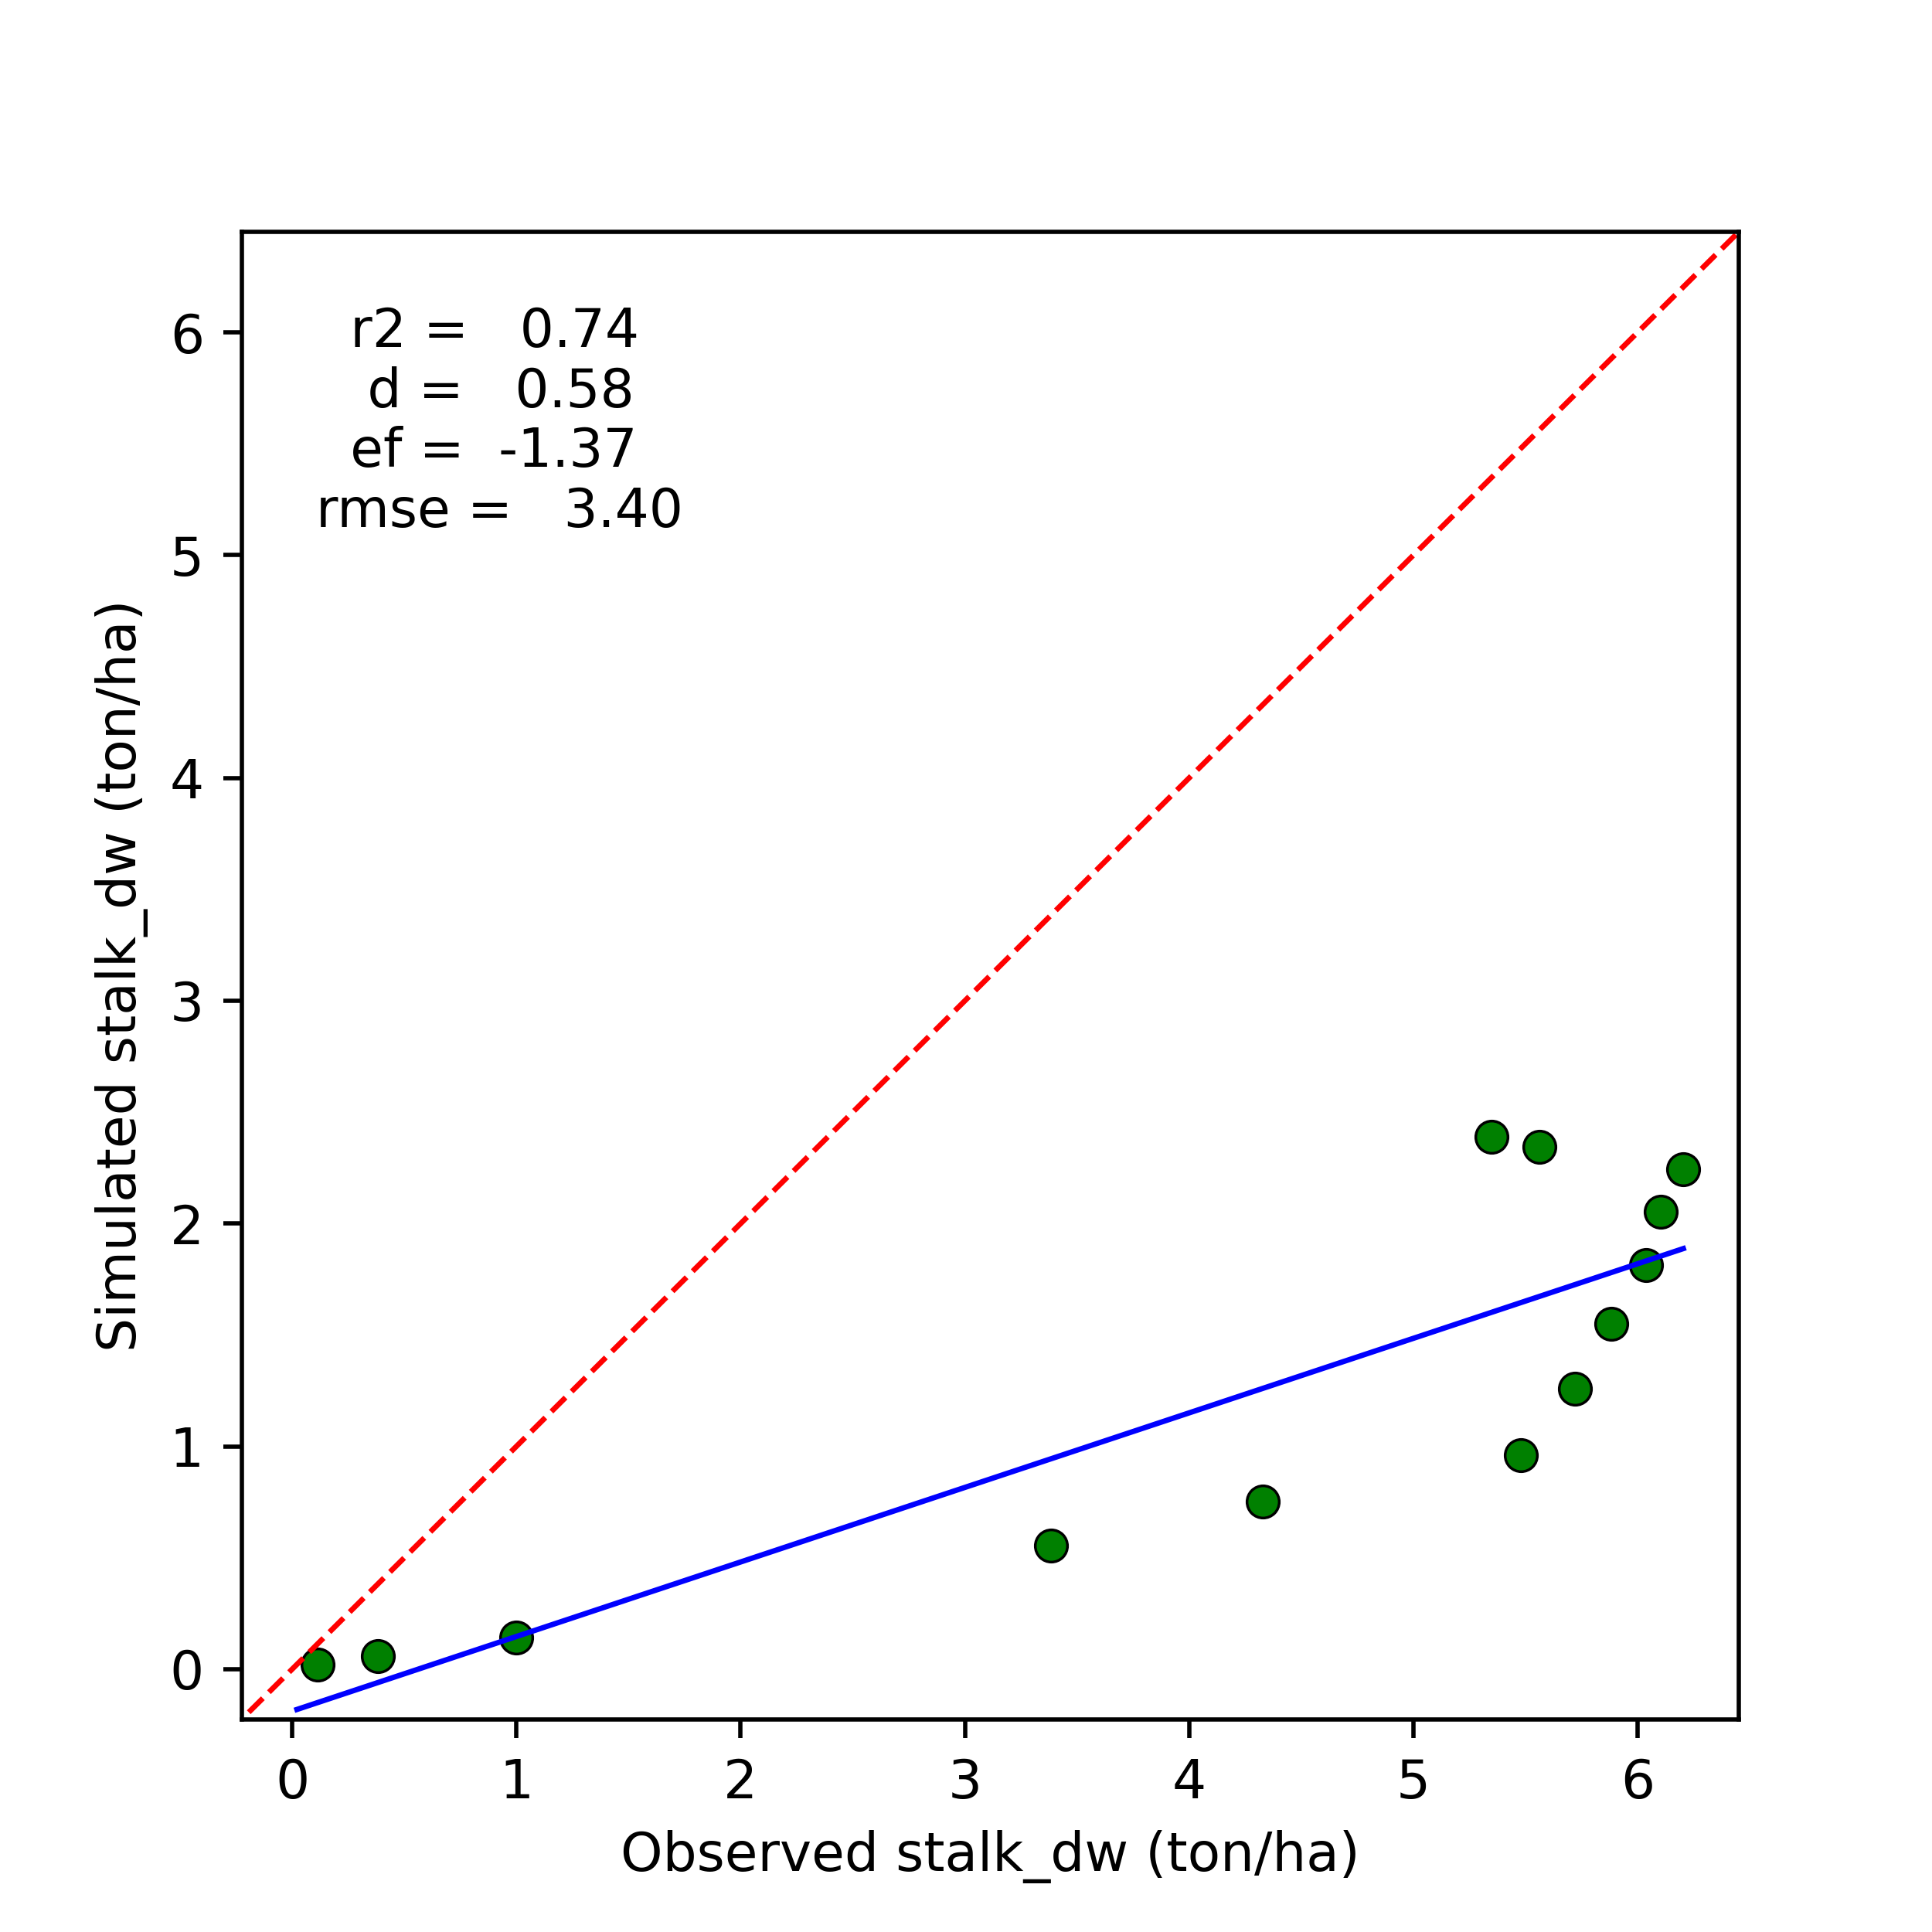 r2 = 0.74
d = 0.58
ef = -1.37
rmse = 3.40
6
5
4
3
2
1
0
Simulated stalk_dw (ton/ha)
0 1 2 3 4 5 6
Observed stalk_dw (ton/ha)